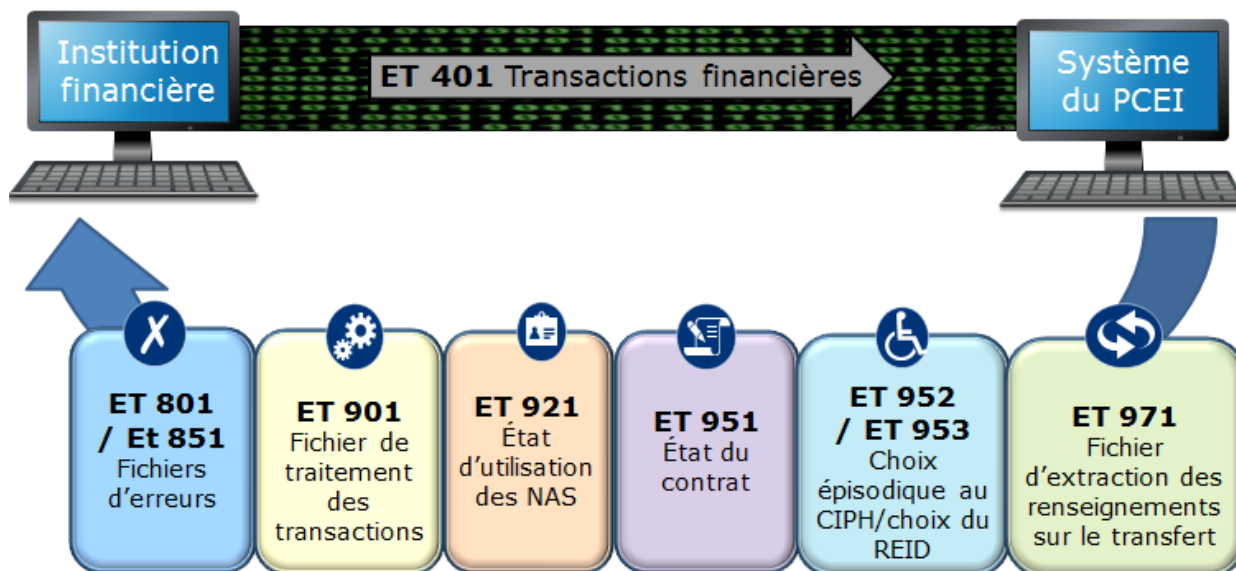 Institution
financière
ET 401 Transactions financières
Système
du PCEI
ET 801
/ Et 851
Fichiers
d'erreurs
ET 901
Fichier de
traitement
des
transactions
ET 921
État
d'utilisation
des NAS
ET 951
État du
contrat
ET 952
/ ET 953
Choix
épisodique au
CIPH/choix du
REID
ET 971
Fichier
d'extraction des
renseignements
sur le transfert